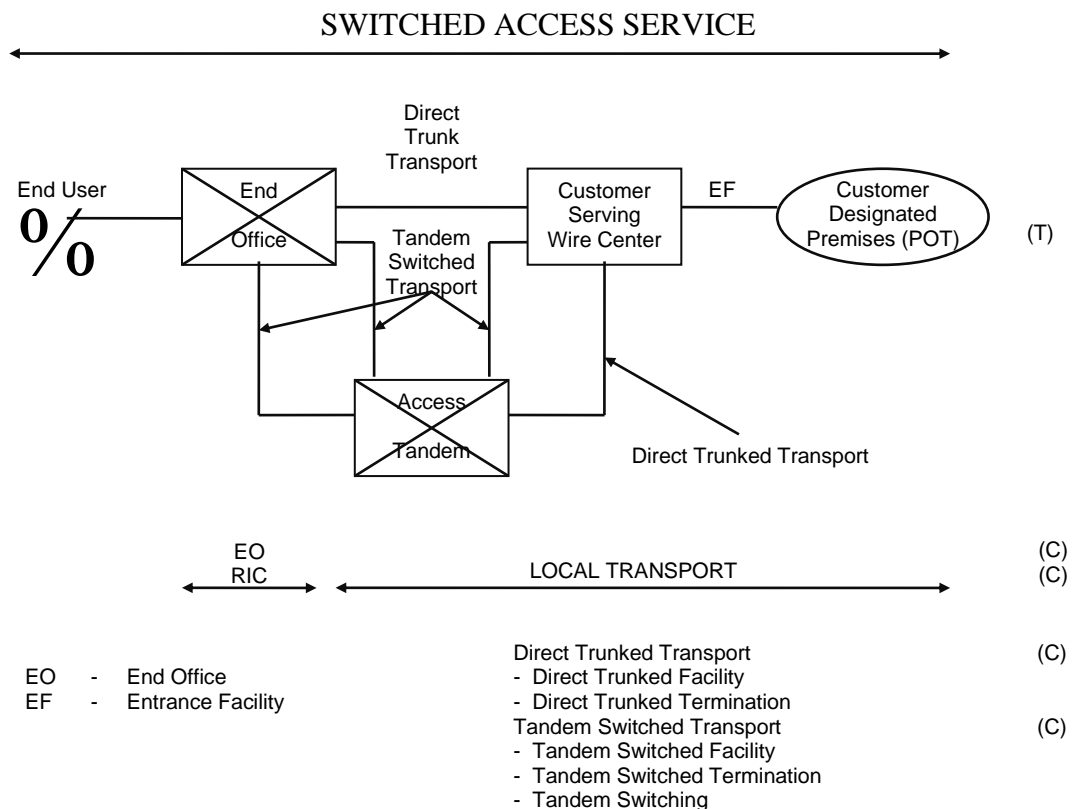 SWITCHED ACCESS SERVICE
Direct
Trunk
Transport
End User
%
End
Office
Customer
Serving
Wire Center
EF
Customer
Designated
Premises (POT)
(T)
Tandem
Switched
Transport
Access
Tandem
Direct Trunked Transport
EO
RIC
LOCAL TRANSPORT
(C)
(C)
EO - End Office
EF - Entrance Facility
Direct Trunked Transport
(C)
- Direct Trunked Facility
- Direct Trunked Termination
Tandem Switched Transport
(C)
- Tandem Switched Facility
- Tandem Switched Termination
- Tandem Switching